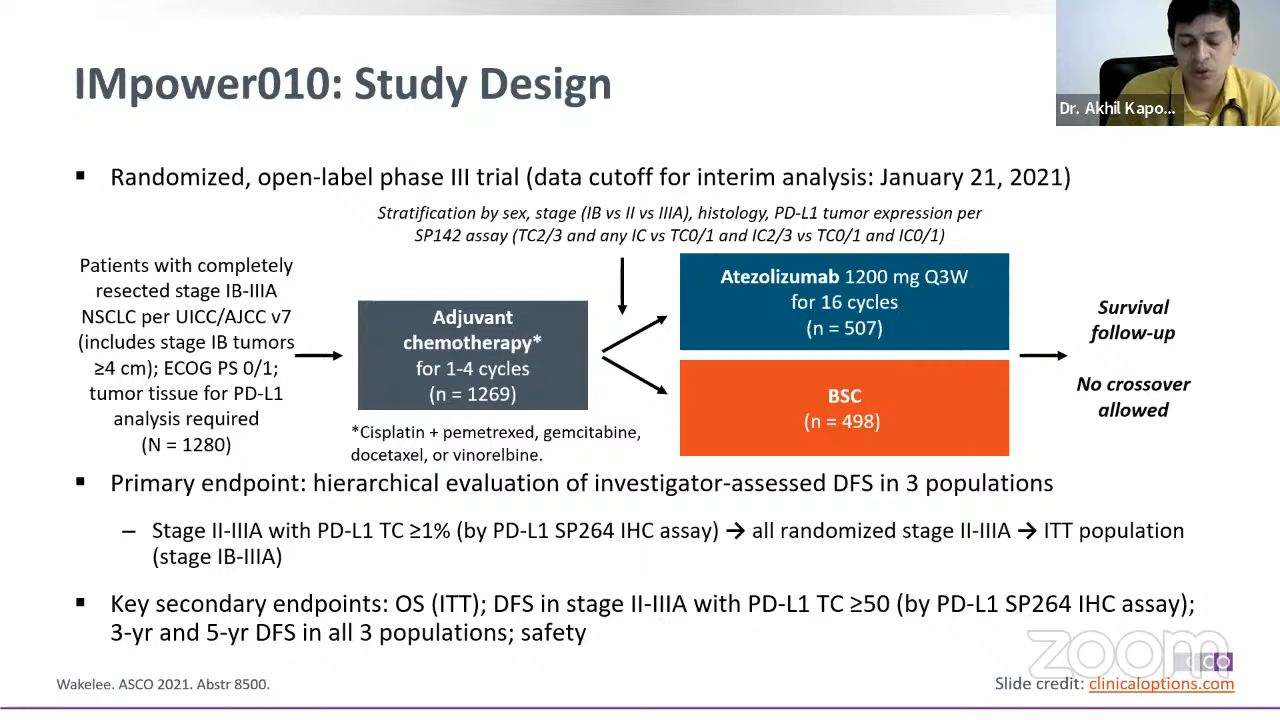 IMpower010: Study Design
Dr. Akhil Kapo...
▪ Randomized, open-label phase III trial (data cutoff for interim analysis: January 21, 2021)
Stratification by sex, stage (IB vs II vs IIIA), histology, PD-L1 tumor expression per
SP142 assay (TC2/3 and any IC vs TC0/1 and IC2/3 vs TC0/1 and IC0/1)
Patients with completely
resected stage IB-IIIA
NSCLC per UICC/AJCC v7
(includes stage IB tumors
≥4 cm); ECOG PS 0/1;
tumor tissue for PD-L1
analysis required
(N = 1280)
Adjuvant
chemotherapy*
for 1-4 cycles
(n = 1269)
*Cisplatin + pemetrexed, gemcitabine,
docetaxel, or vinorelbine.
Atezolizumab 1200 mg Q3W
for 16 cycles
(n = 507)
BSC
(n = 498)
Survival
follow-up
No crossover
allowed
▪ Primary endpoint: hierarchical evaluation of investigator-assessed DFS in 3 populations
– Stage II-IIIA with PD-L1 TC ≥1% (by PD-L1 SP264 IHC assay) → all randomized stage II-IIIA → ITT population
(stage IB-IIIA)
▪ Key secondary endpoints: OS (ITT); DFS in stage II-IIIA with PD-L1 TC ≥50 (by PD-L1 SP264 IHC assay);
3-yr and 5-yr DFS in all 3 populations; safety
zoom
Wakelee. ASCO 2021. Abstr 8500.
Slide credit: clinicaloptions.com